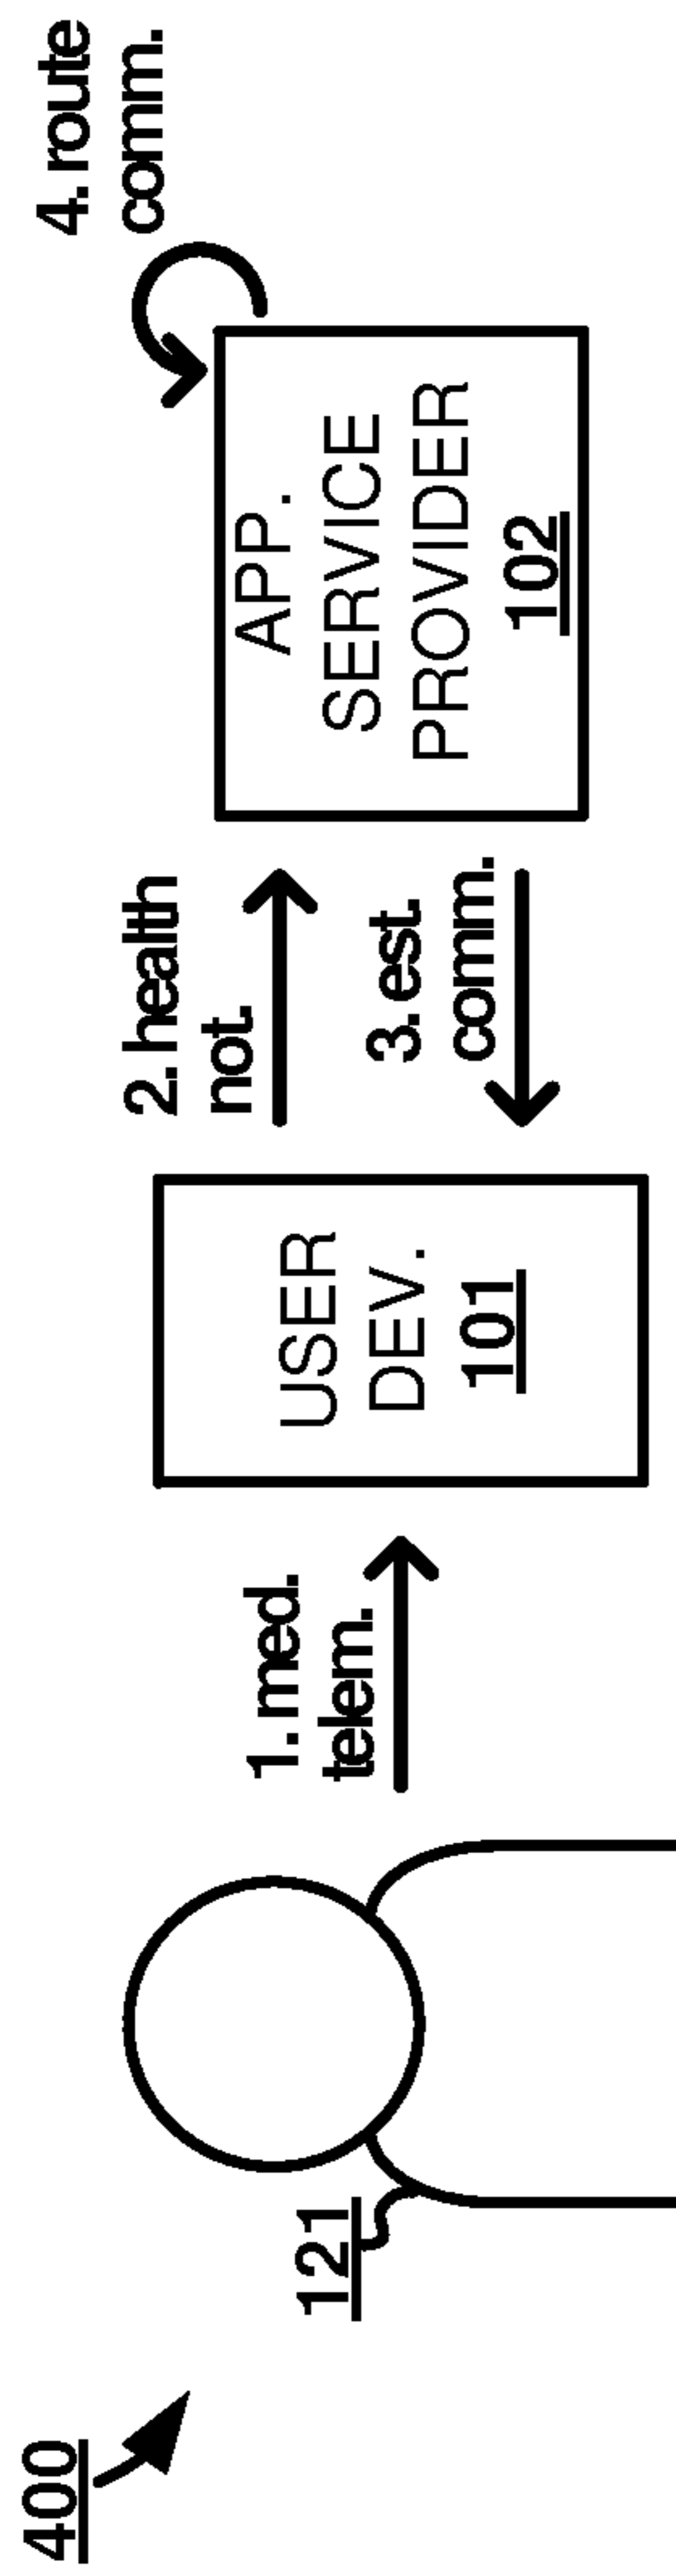 400
121
1. med.
telem.
USER
DEV.
101
2. health
not.
3. est.
comm.
APP.
SERVICE
PROVIDER
102
4. route
comm.